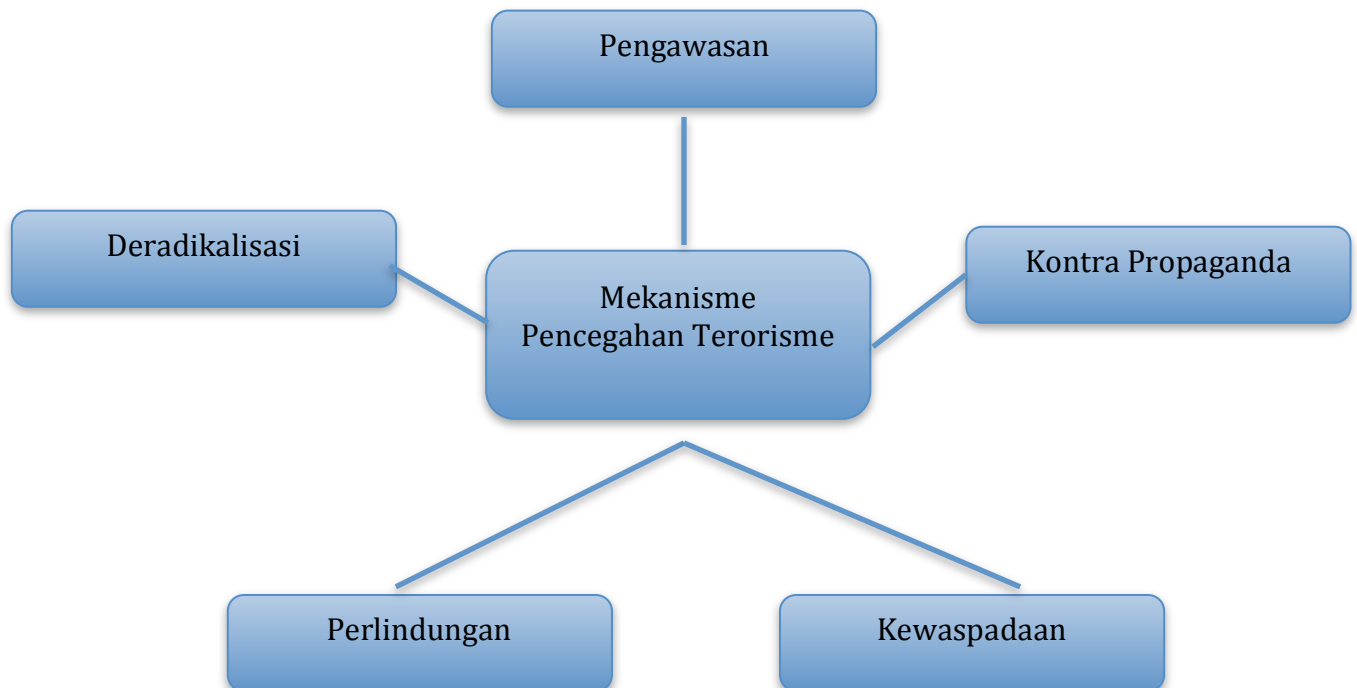 Pengawasan
Deradikalisasi
Kontra Propaganda
Mekanisme
Pencegahan Terorisme
Perlindungan
Kewaspadaan